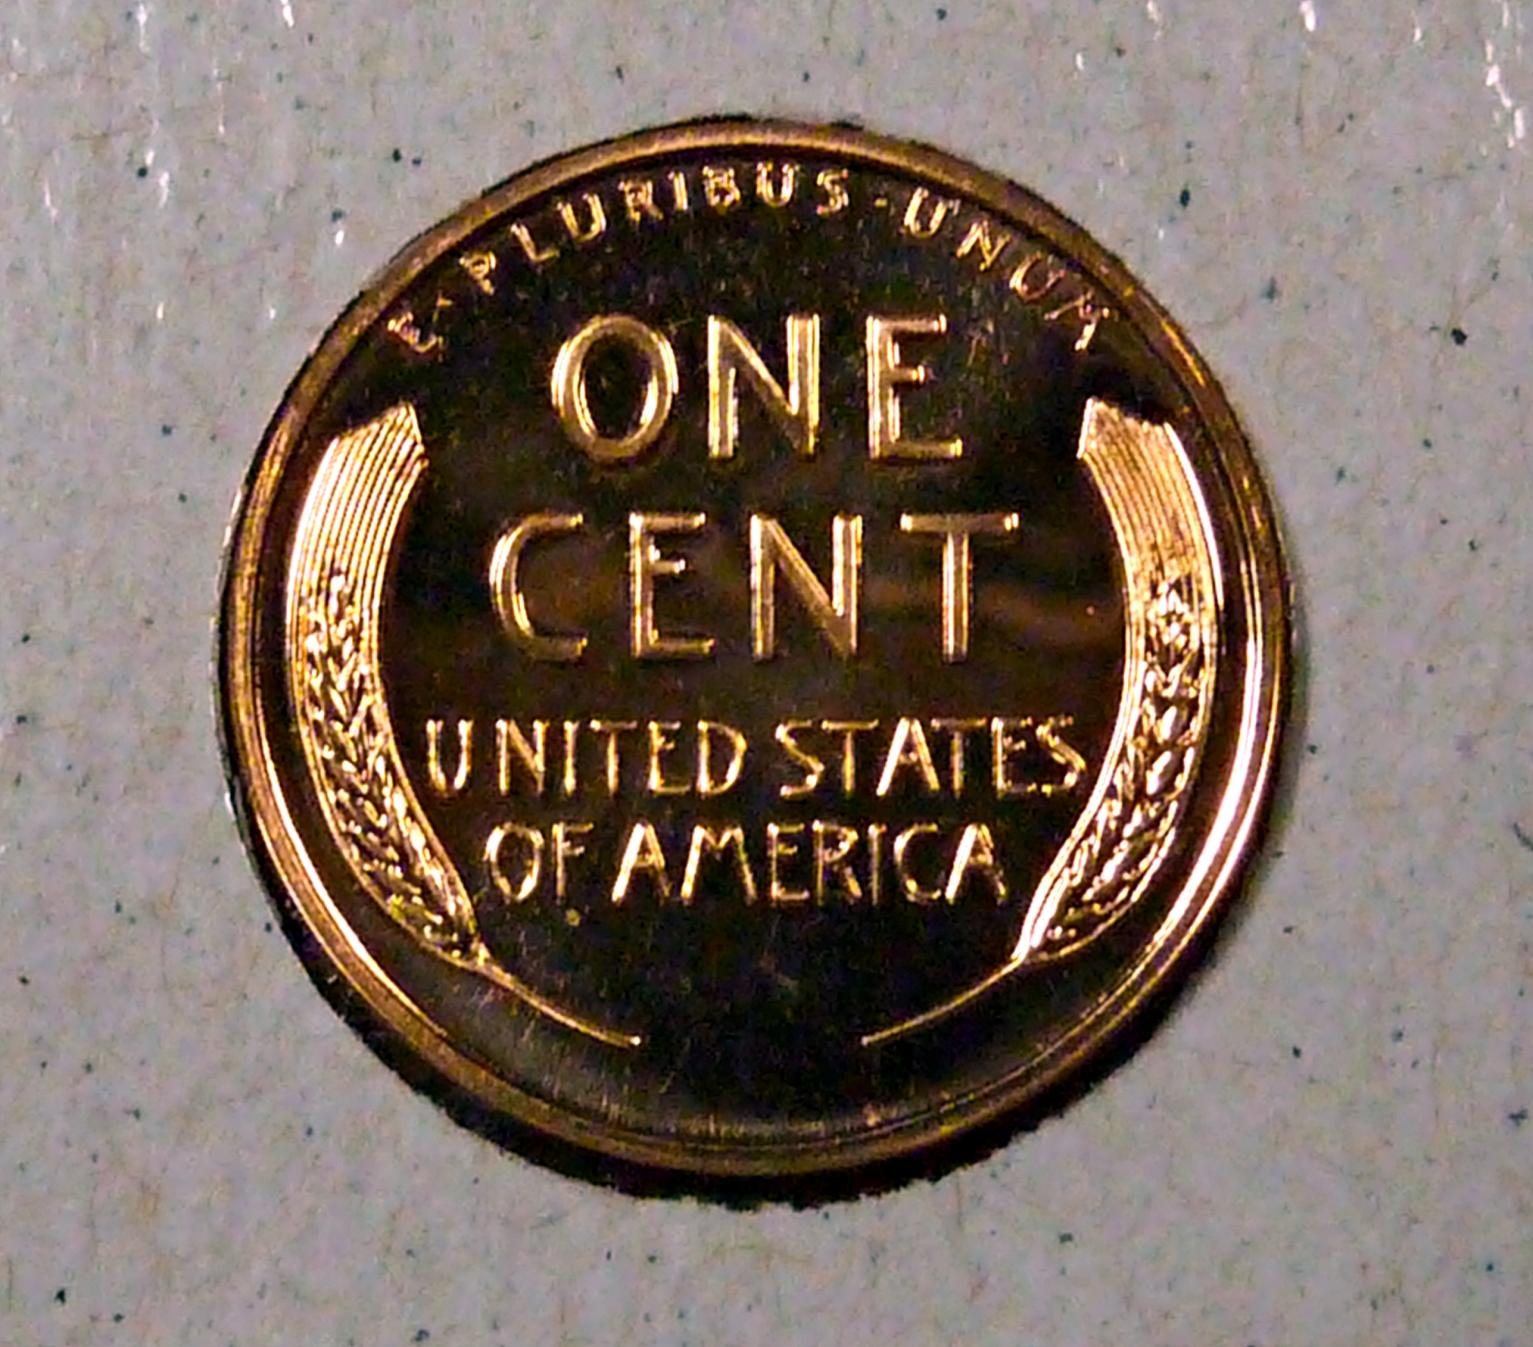 E·PLURIBUS·UNUM
ONE
CENT
UNITED STATES
OF AMERICA